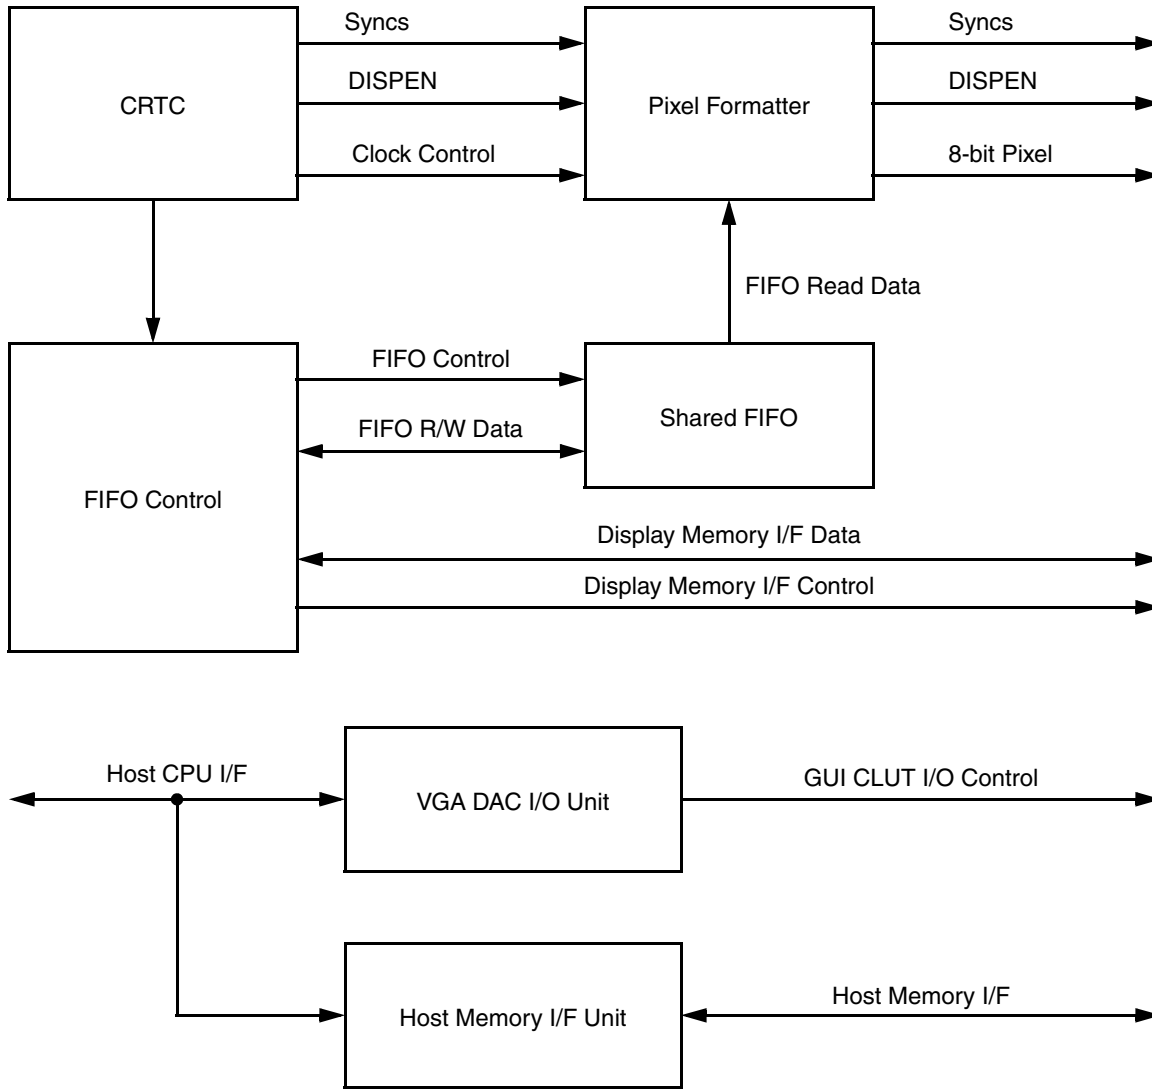 Syncs
Syncs
DISPEN
DISPEN
CRTC
Pixel Formatter
Clock Control
8-bit Pixel
FIFO Read Data
FIFO Control
Shared FIFO
FIFO R/W Data
FIFO Control
Display Memory I/F Data
Display Memory I/F Control
Host CPU I/F
VGA DAC I/O Unit
GUI CLUT I/O Control
Host Memory I/F Unit
Host Memory I/F